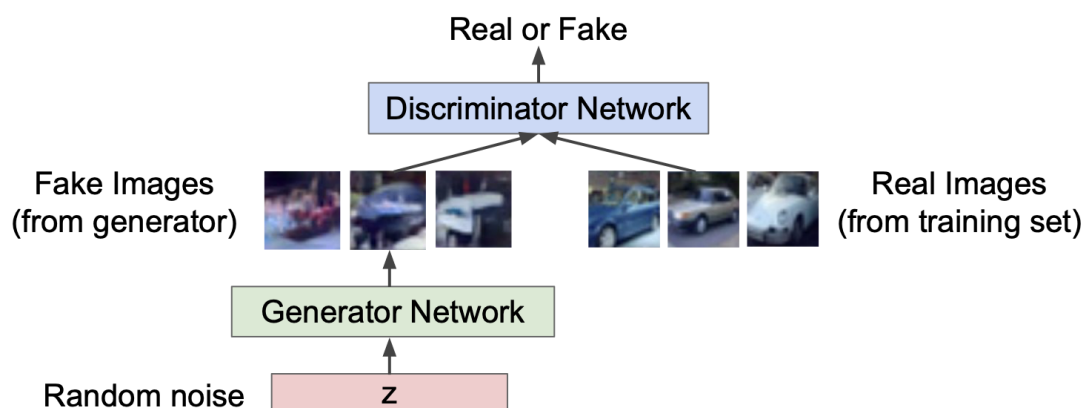 Real or Fake
Discriminator Network
Fake Images
(from generator)
Real Images
(from training set)
Generator Network
Random noise
z